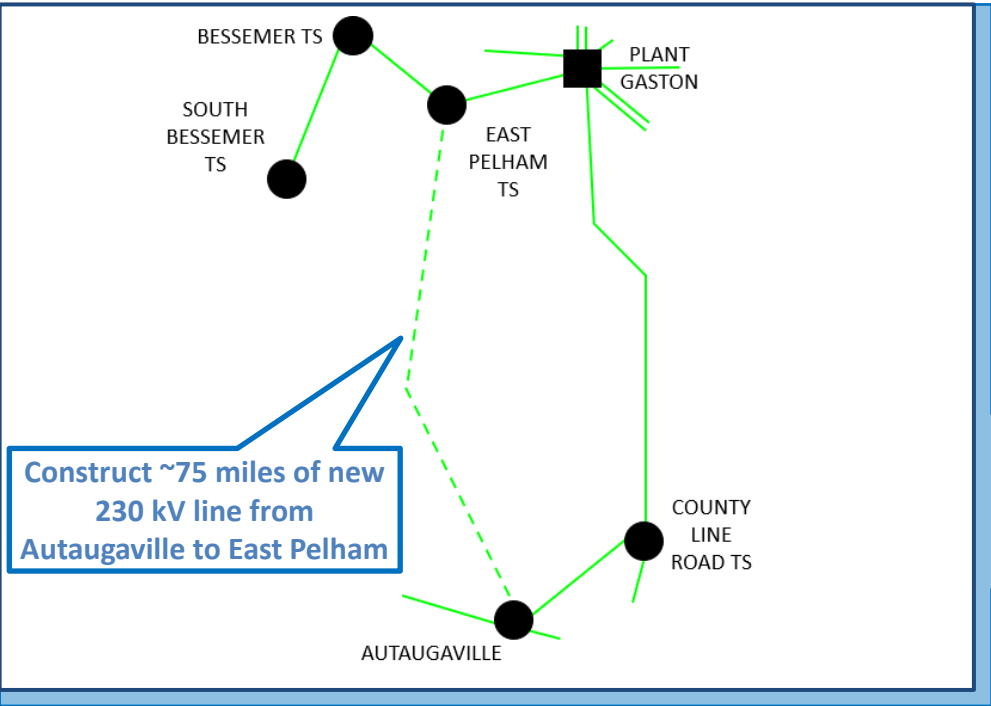 BESSEMER TS
PLANT
GASTON
SOUTH
BESSEMER
TS
EAST
PELHAM
TS
Construct ~75 miles of new
230 kV line from
Autaugaville to East Pelham
COUNTY
LINE
ROAD TS
AUTAUGAVILLE